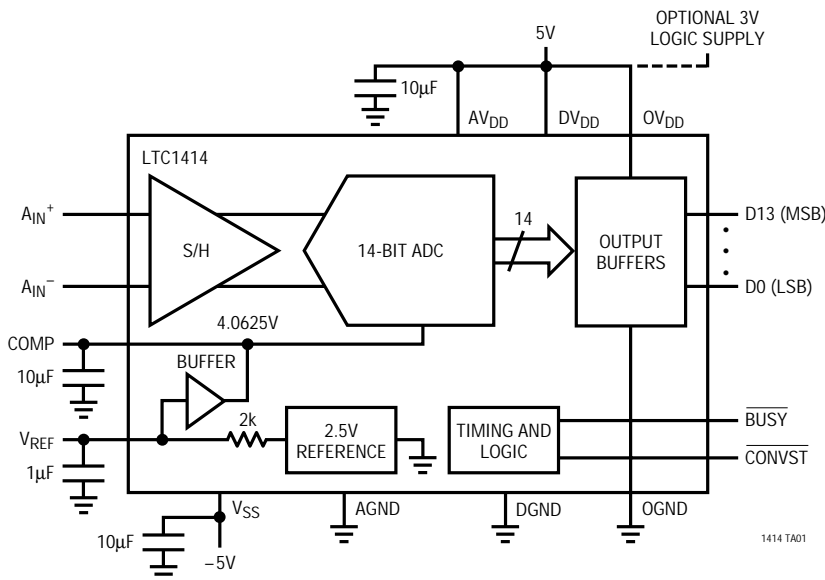 OPTIONAL 3V
LOGIC SUPPLY
5V
10µF
AVDD
DVDD
OVDD
LTC1414
AIN+
AIN−
S/H
14-BIT ADC
14
OUTPUT
BUFFERS
D13 (MSB)
D0 (LSB)
4.0625V
COMP
10µF
BUFFER
2k
VREF
1µF
2.5V
REFERENCE
TIMING AND
LOGIC
BUSY
CONVST
VSS
AGND
DGND
OGND
10µF
−5V
1414 TA01